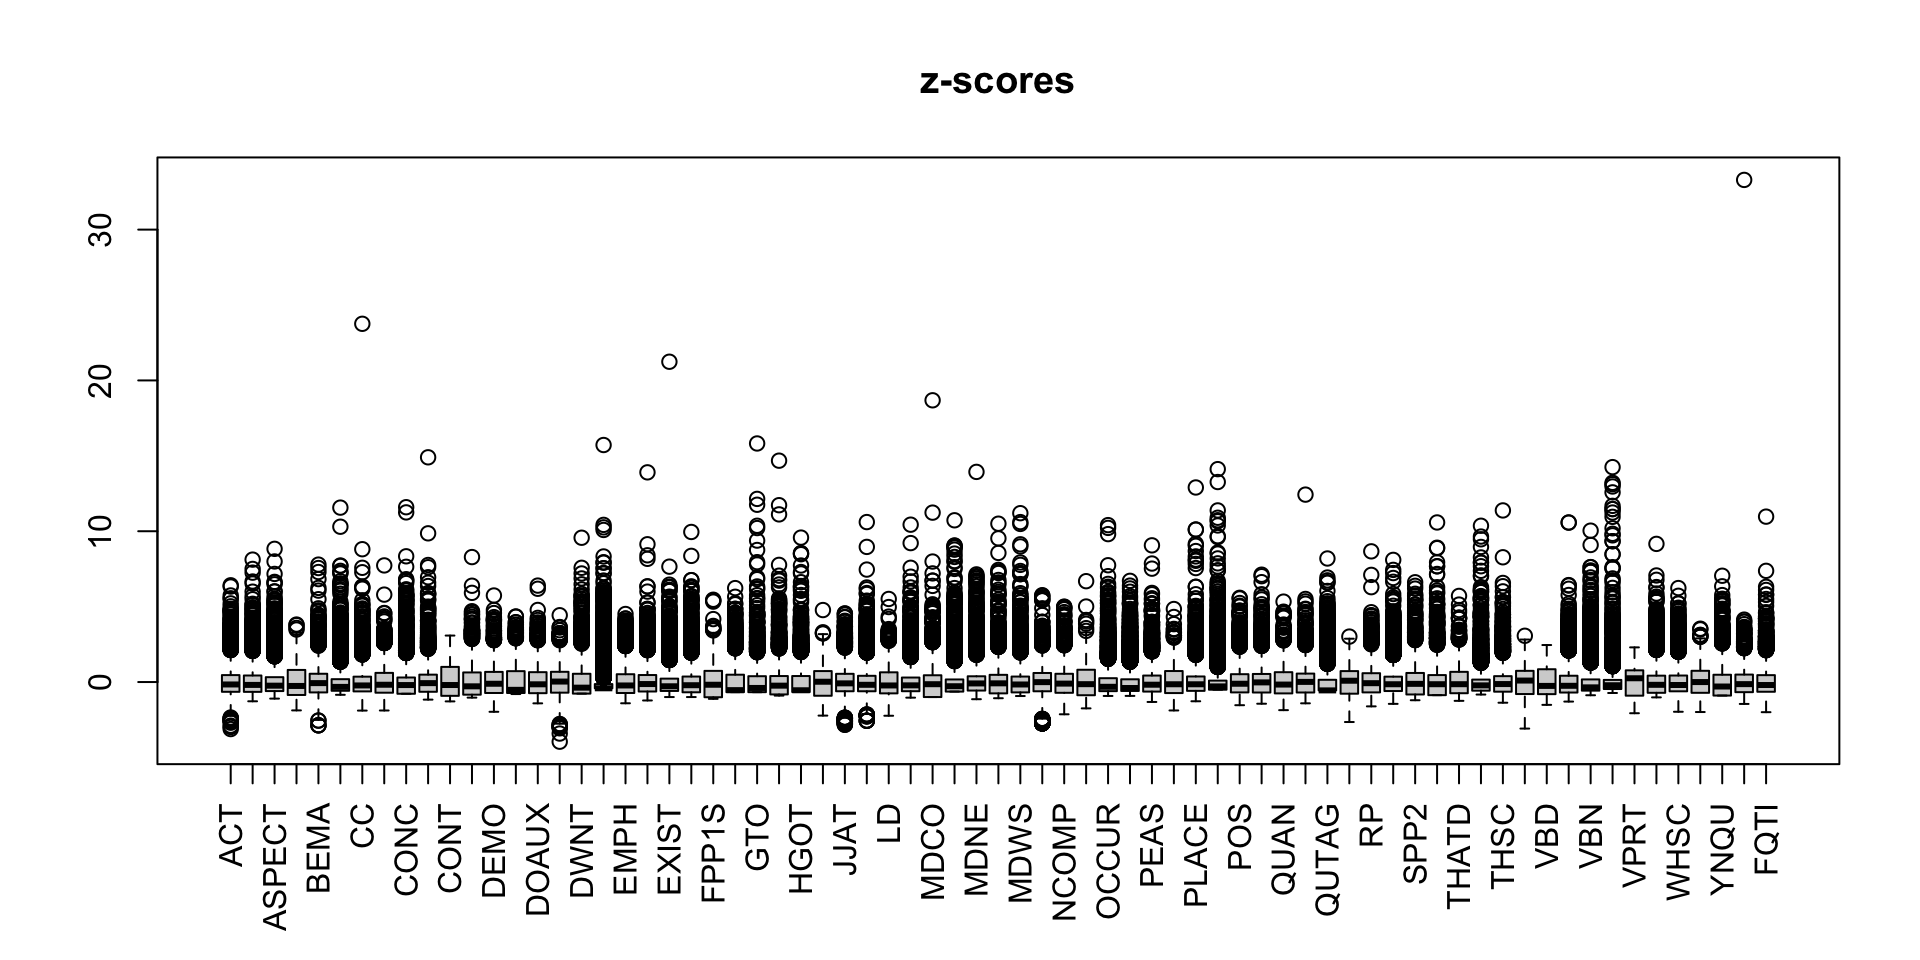 z-scores
30
20
10
0
ACT
ASPECT
BEMA
CC
CONC
CONT
DEMO
DOAUX
DWNT
EMPH
EXIST
FPP1S
GTO
HGOT
JJAT
LD
MDCO
MDNE
MDWS
NCOMP
OCCUR
PEAS
PLACE
POS
QUAN
QUTAG
RP
SPP2
THATD
THSC
VBD
VBN
VPRT
WHSC
YNQU
FQTI